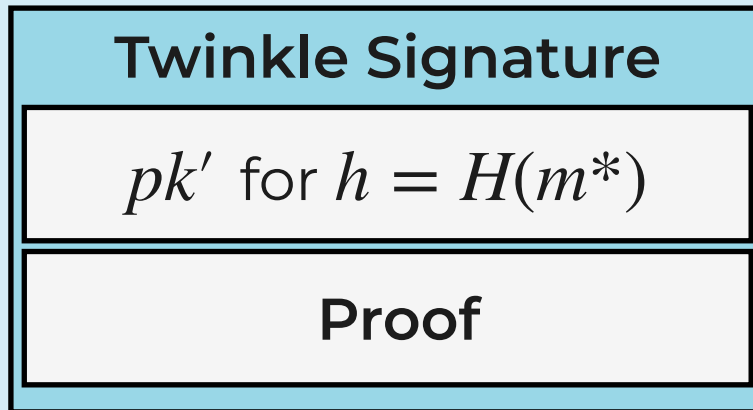 Twinkle Signature
pk′ for h = H(m*)
Proof